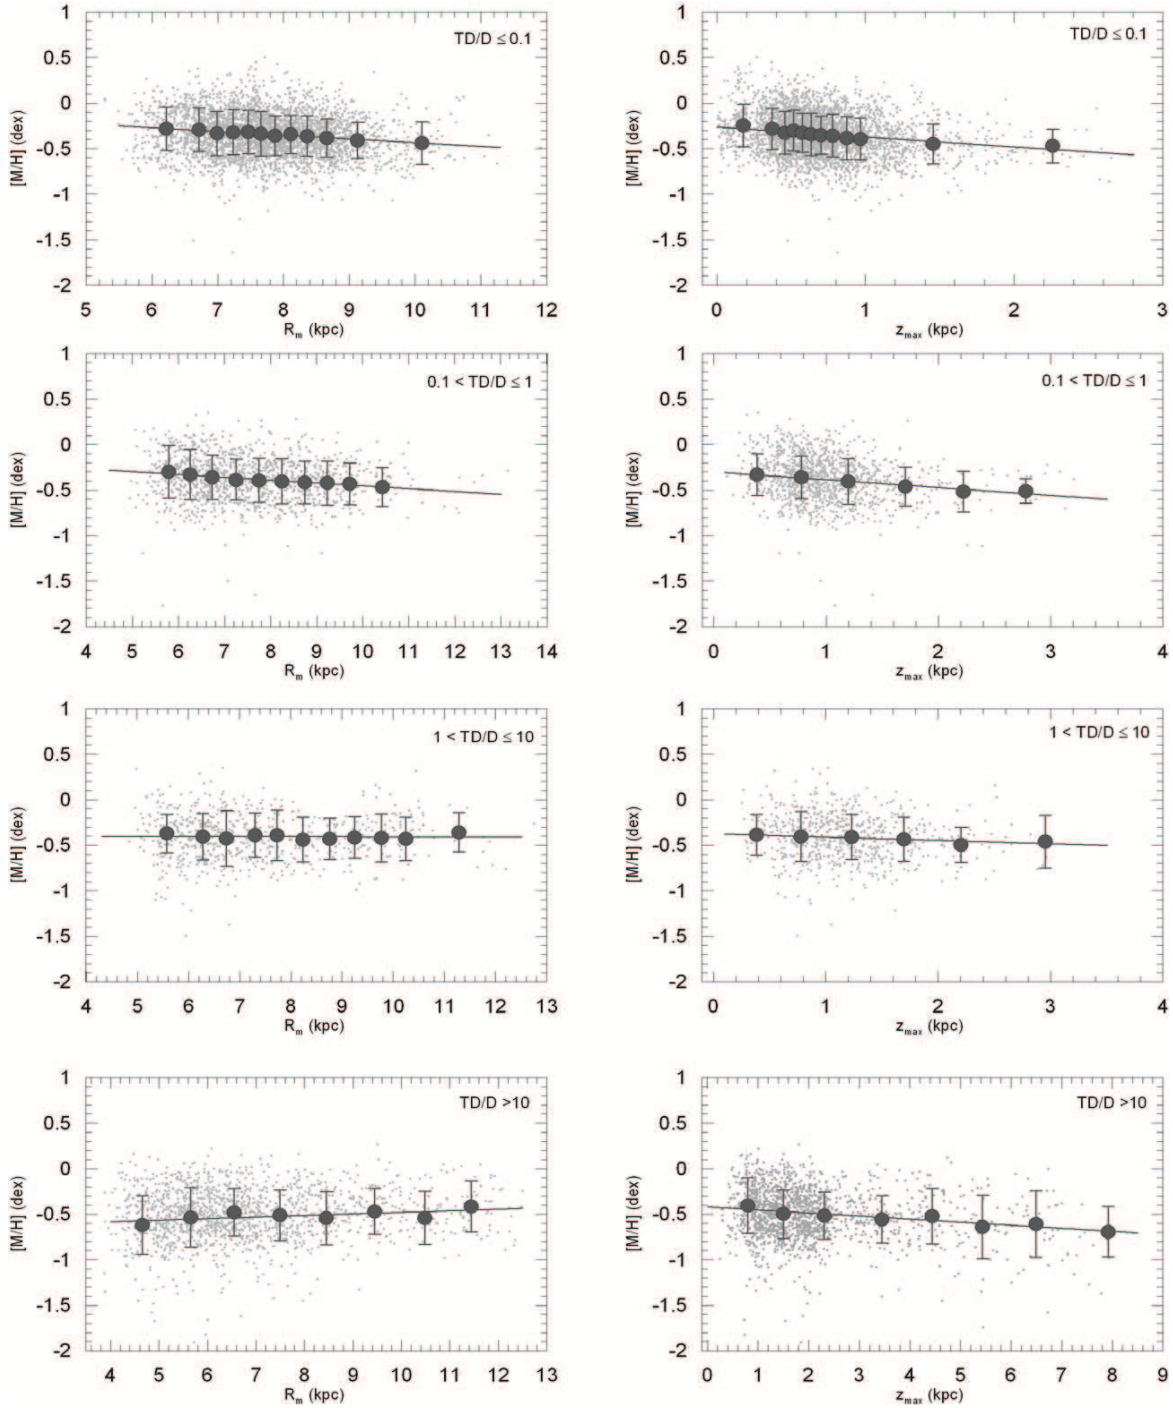 1
0.5
0
-0.5
-1
-1.5
-2
[M/H] (dex)
TD/D ≤ 0.1
5 6 7 8 9 10 11 12
R_m (kpc)
1
0.5
0
-0.5
-1
-1.5
-2
[M/H] (dex)
TD/D ≤ 0.1
0 1 2 3
z_max (kpc)
1
0.5
0
-0.5
-1
-1.5
-2
[M/H] (dex)
0.1 < TD/D ≤ 1
4 5 6 7 8 9 10 11 12 13 14
R_m (kpc)
1
0.5
0
-0.5
-1
-1.5
-2
[M/H] (dex)
0.1 < TD/D ≤ 1
0 1 2 3 4
z_max (kpc)
1
0.5
0
-0.5
-1
-1.5
-2
[M/H] (dex)
1 < TD/D ≤ 10
4 5 6 7 8 9 10 11 12 13
R_m (kpc)
1
0.5
0
-0.5
-1
-1.5
-2
[M/H] (dex)
1 < TD/D ≤ 10
0 1 2 3 4
z_max (kpc)
1
0.5
0
-0.5
-1
-1.5
-2
[M/H] (dex)
TD/D >10
4 5 6 7 8 9 10 11 12 13
R_m (kpc)
1
0.5
0
-0.5
-1
-1.5
-2
[M/H] (dex)
TD/D >10
0 1 2 3 4 5 6 7 8 9
z_max (kpc)